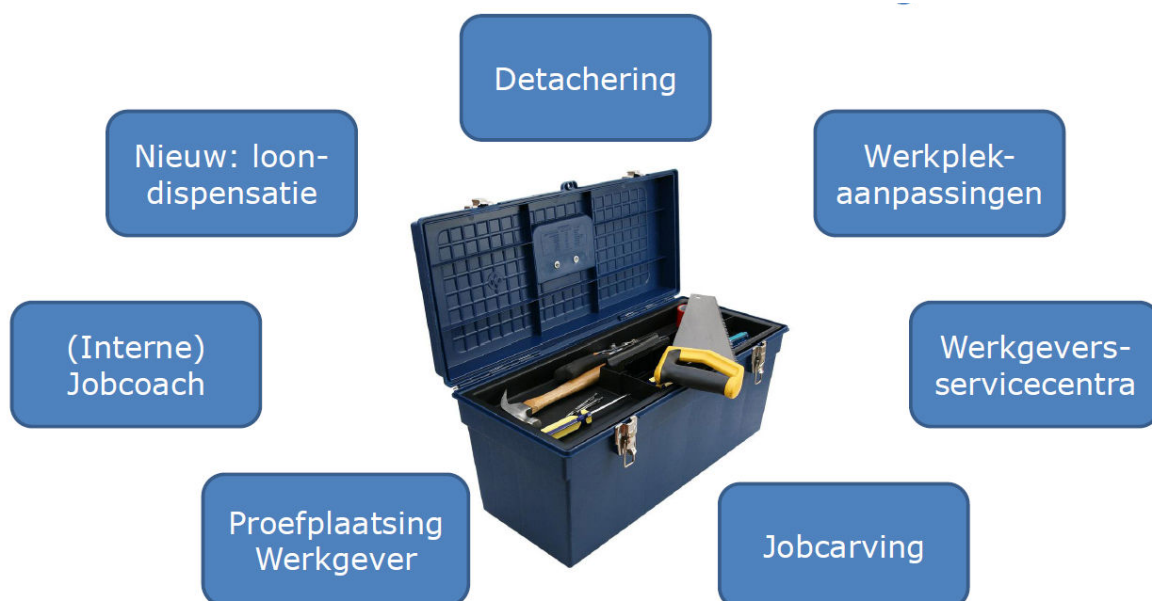 Detachering
Nieuw: loon-
dispensatie
Werkplek-
aanpassingen
(Interne)
Jobcoach
Werkgevers-
servicecentra
Proefplaatsing
Werkgever
Jobcarving